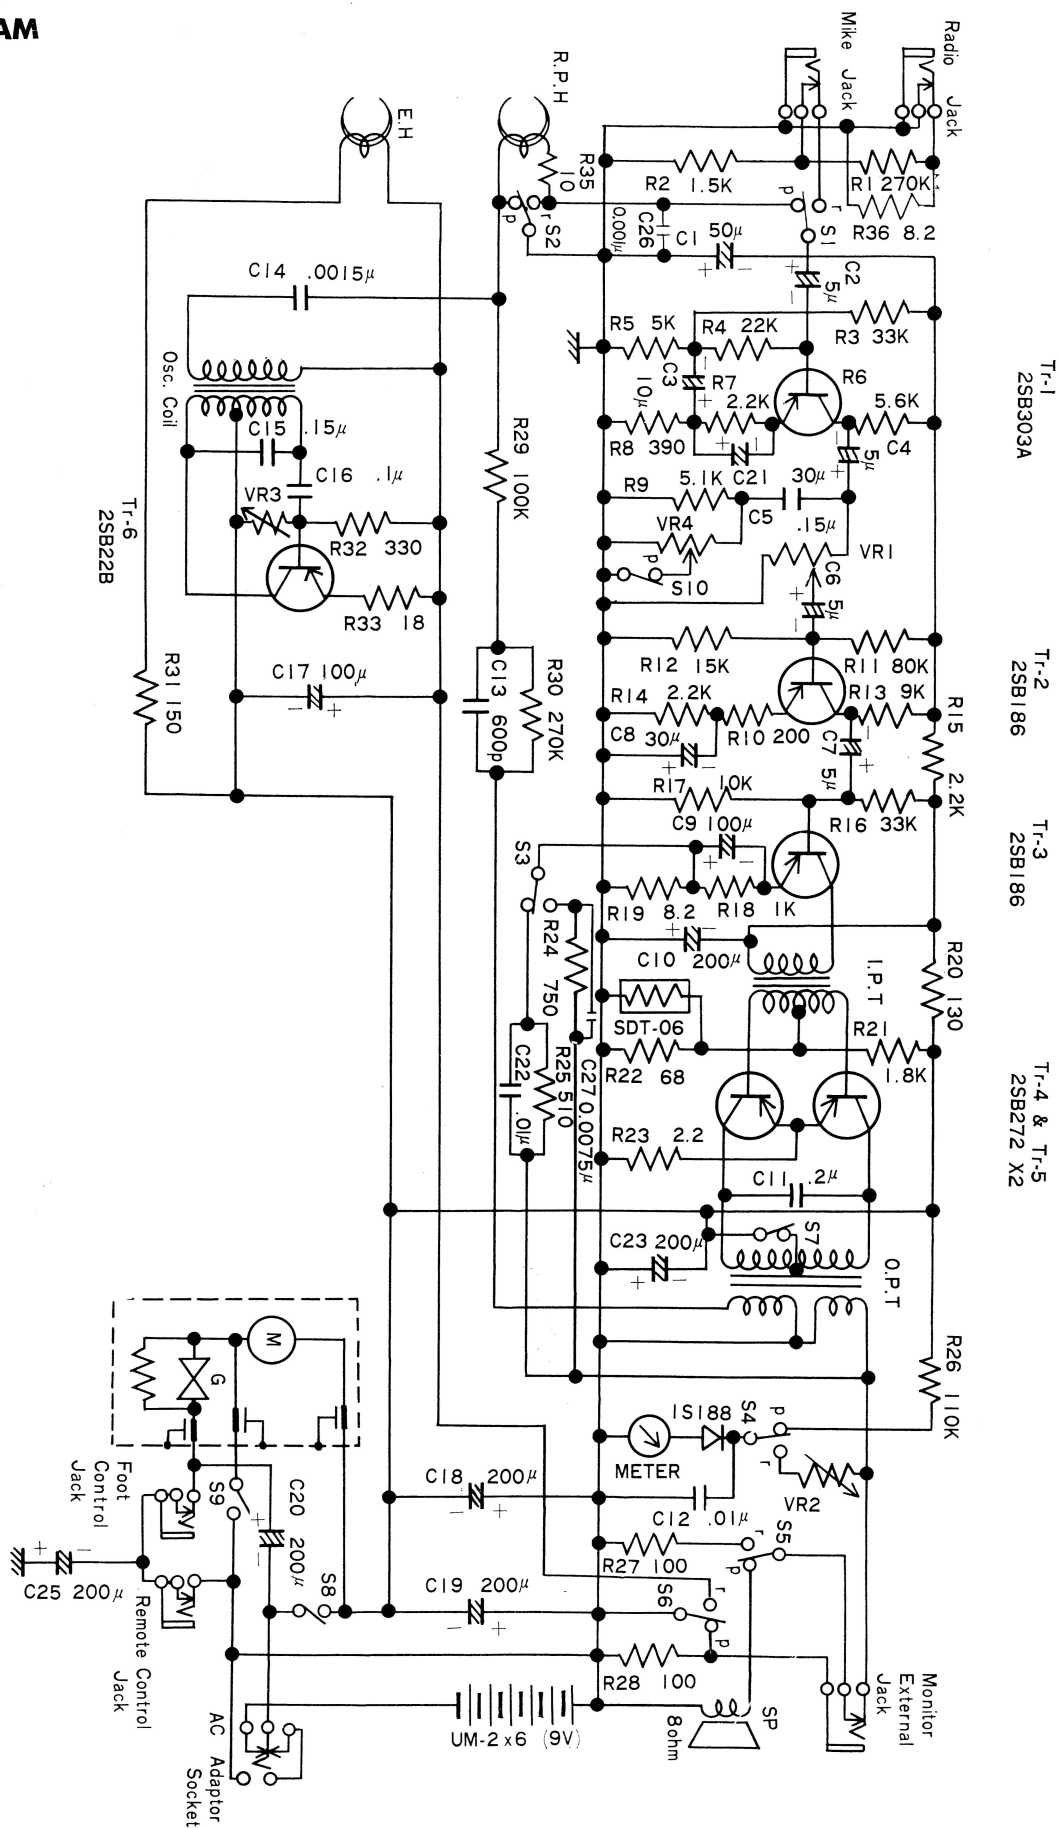 AM
Radio Jack
Mike Jack
R.P.H
E.H
Tr-1
2SB303A
Tr-2
2SB186
Tr-3
2SB186
Tr-4 & Tr-5
2SB272 X2
Tr-6
2SB22B
R1 270K
R36 8.2
R2 1.5K
R35
10
r
p
S1
r
p
S2
C26
0.001μ
C1
50μ
+
-
C2
5μ
+
-
R3 33K
R4 22K
R5 5K
C3
10μ
-
+
R6
5.6K
R7
2.2K
R8 390
C21
+
-
C4
5μ
-
+
R9
5.1K
30μ
C5
.15μ
VR4
VR1
p
S10
C6
5μ
+
-
R12 15K
R11 80K
R14 2.2K
R13 9K
R10 200
C8 30μ
+
-
C7
5μ
-
+
R15
2.2K
R17 10K
R16 33K
C9 100μ
+
-
R19 8.2
R18 1K
C10 200μ
+
-
I.P.T
R20 130
SDT-06
R21
1.8K
R22 68
R23 2.2
C11 .2μ
S7
C23 200μ
+
-
O.P.T
R26 110K
C14 .0015μ
Osc. Coil
C15 .15μ
C16 .1μ
VR3
R32 330
R33 18
C17 100μ
-
+
R31 150
R29 100K
R30 270K
C13 600p
S3
R24 750
C27 0.0075μ
R25 510
C22 .01μ
IS188
S4
p
r
METER
VR2
C12 .01μ
C18 200μ
-
+
R27 100
r
S5
p
C19 200μ
-
+
S6
r
p
R28 100
UM-2 x 6 (9V)
SP
8ohm
Monitor
External
Jack
M
G
Foot
Control
Jack
S9
C20 200μ
+
-
S8
C25 200μ
+
-
Remote Control
Jack
AC Adaptor
Socket